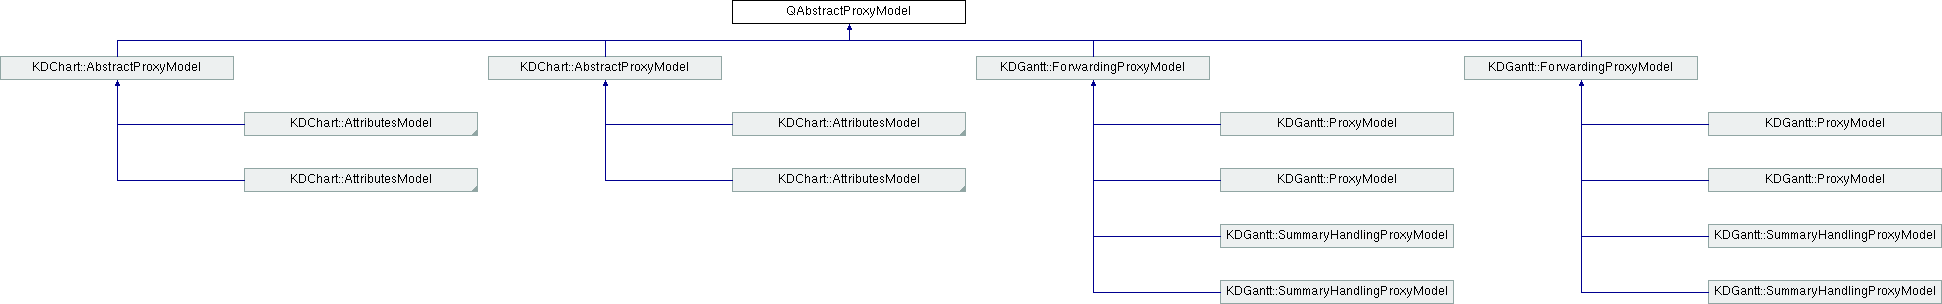 QAbstractProxyModel
KDChart::AbstractProxyModel
KDChart::AbstractProxyModel
KDGantt::ForwardingProxyModel
KDGantt::ForwardingProxyModel
KDChart::AttributesModel
KDChart::AttributesModel
KDGantt::ProxyModel
KDGantt::ProxyModel
KDChart::AttributesModel
KDChart::AttributesModel
KDGantt::ProxyModel
KDGantt::ProxyModel
KDGantt::SummaryHandlingProxyModel
KDGantt::SummaryHandlingProxyModel
KDGantt::SummaryHandlingProxyModel
KDGantt::SummaryHandlingProxyModel